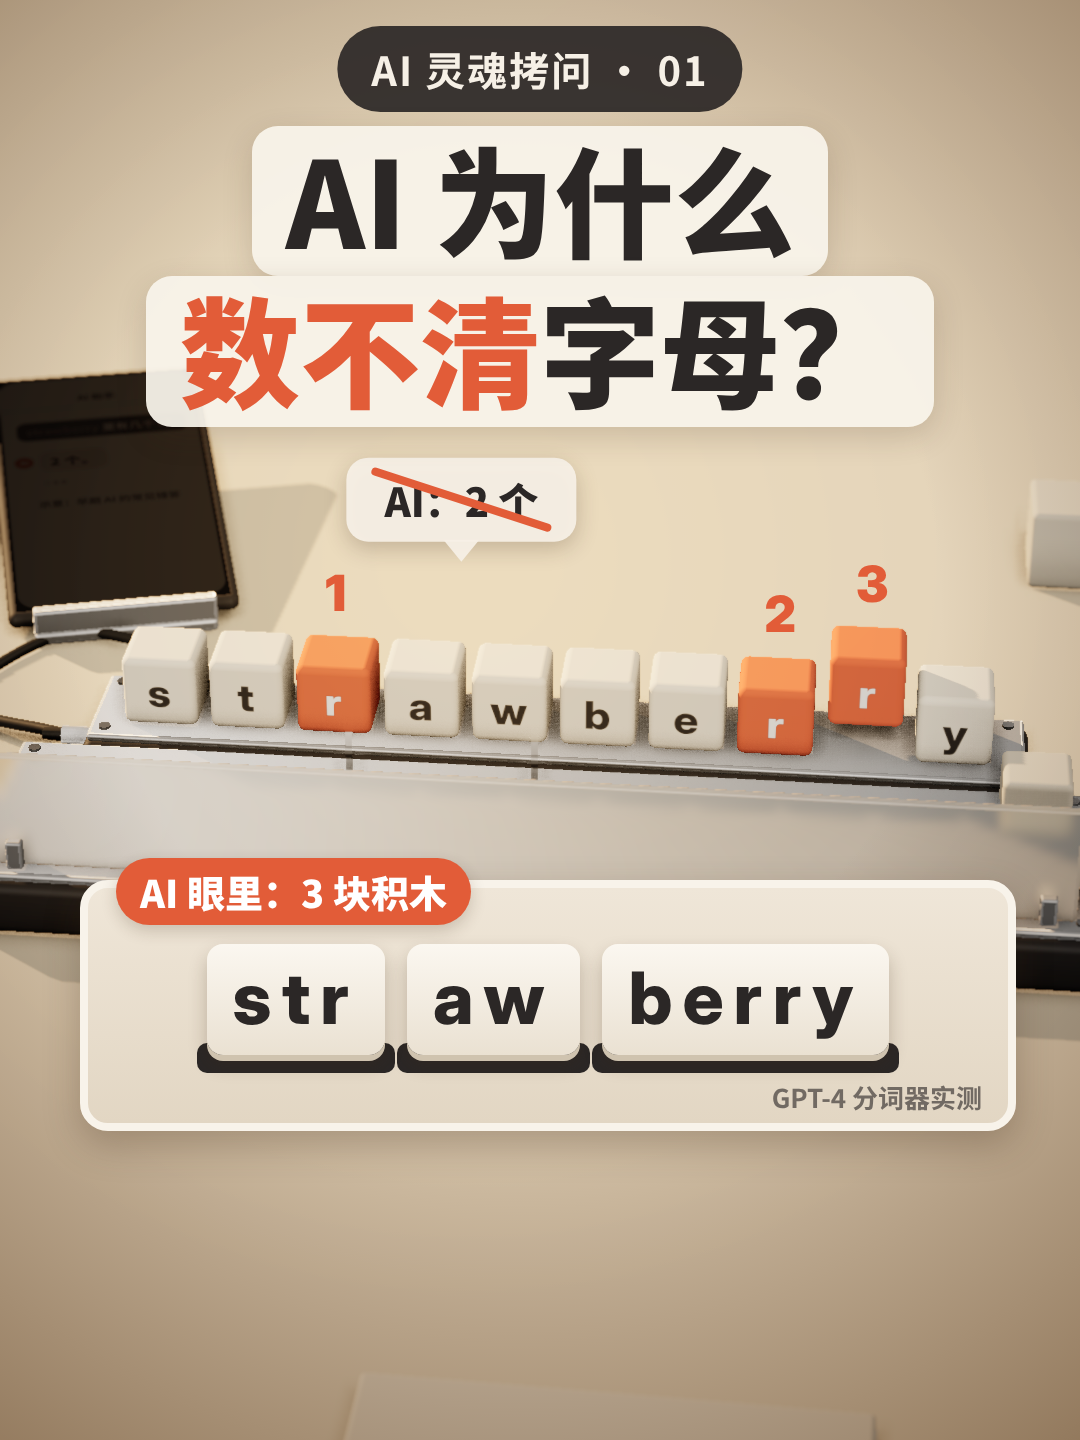 AI 灵魂拷问 · 01
AI 为什么
数不清字母?
AI：2 个
1 2 3
s t r a w b e r r y
AI 眼里：3 块积木
str aw berry
GPT-4 分词器实测